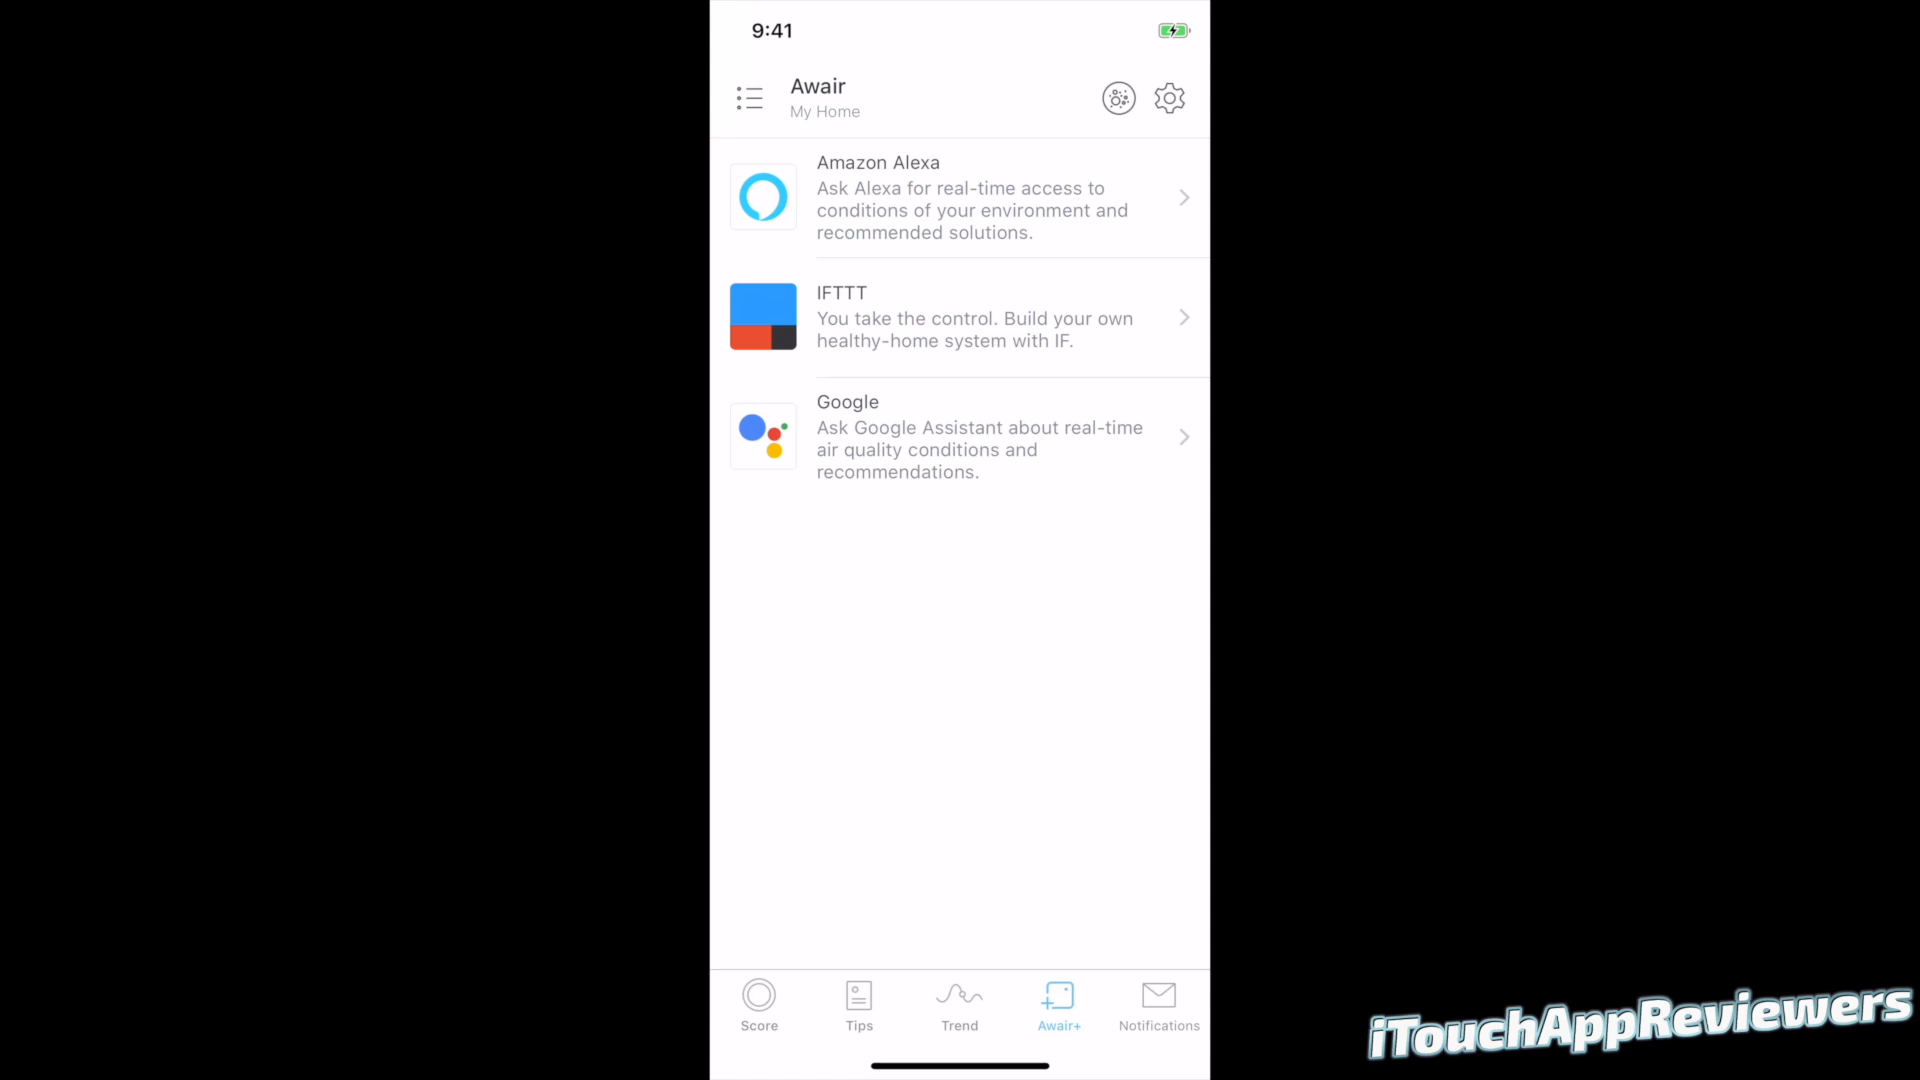 9:41
Awair
My Home
Amazon Alexa
Ask Alexa for real-time access to
conditions of your environment and
recommended solutions.
IFTTT
You take the control. Build your own
healthy-home system with IF.
Google
Ask Google Assistant about real-time
air quality conditions and
recommendations.
Score
Tips
Trend
Awair+
Notifications
iTouchAppReviewers